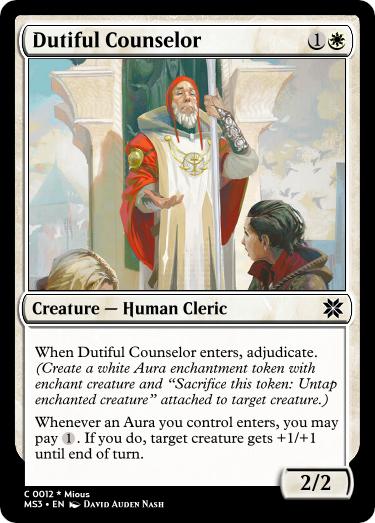 Dutiful Counselor 1
Creature — Human Cleric
When Dutiful Counselor enters, adjudicate.
(Create a white Aura enchantment token with
enchant creature and “Sacrifice this token: Untap
enchanted creature” attached to target creature.)
Whenever an Aura you control enters, you may
pay 1. If you do, target creature gets +1/+1
until end of turn.
2/2
C 0012 * Mious
MS3 • EN David Auden Nash